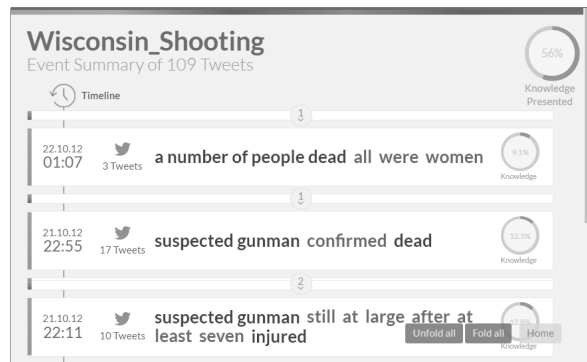 Wisconsin_Shooting
Event Summary of 109 Tweets
56%
Knowledge
Presented
Timeline
1
22.10.12
01:07
3 Tweets
a number of people dead all were women
9.1%
Knowledge
1
21.10.12
22:55
17 Tweets
suspected gunman confirmed dead
12.5%
Knowledge
2
21.10.12
22:11
10 Tweets
suspected gunman still at large after at
least seven injured
Unfold all
Fold all
Home